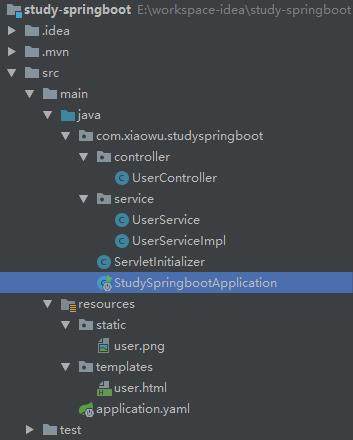 study-springboot E:\workspace-idea\study-springboot
.idea
.mvn
src
main
java
com.xiaowu.studyspringboot
controller
UserController
service
UserService
UserServiceImpl
ServletInitializer
StudySpringbootApplication
resources
static
user.png
templates
user.html
application.yaml
test